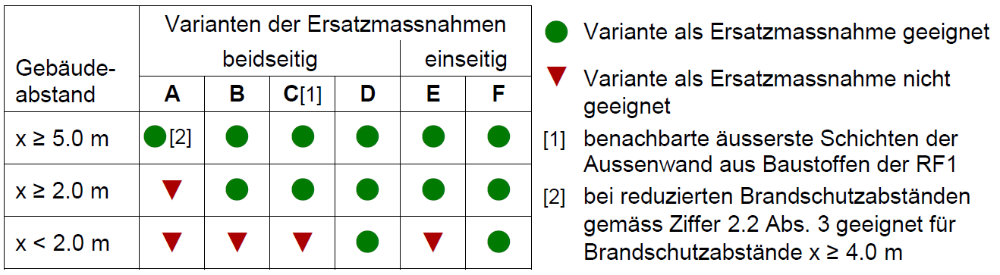 Varianten der Ersatzmassnahmen
Gebäude-
abstand
beidseitig einseitig
A B C[1] D E F
x ≥ 5.0 m [2]
x ≥ 2.0 m
x < 2.0 m
Variante als Ersatzmassnahme geeignet
Variante als Ersatzmassnahme nicht
geeignet
[1] benachbarte äusserste Schichten der
Aussenwand aus Baustoffen der RF1
[2] bei reduzierten Brandschutzabständen
gemäss Ziffer 2.2 Abs. 3 geeignet für
Brandschutzabstände x ≥ 4.0 m